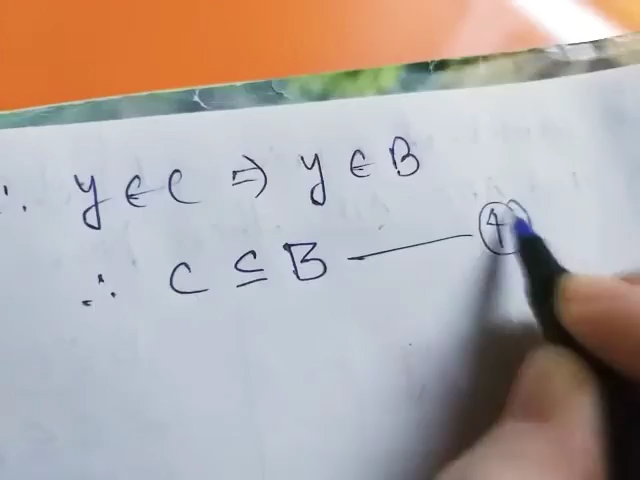 ∴ y ∈ C ⇒ y ∈ B
∴ C ⊆ B —— ④